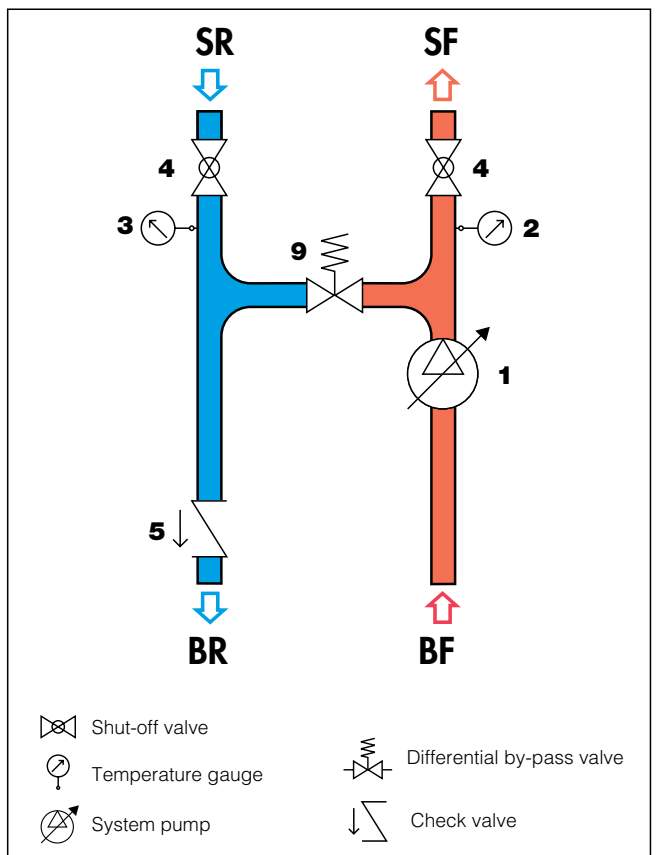 SR SF
4 4
3 2
9
1
5
BR BF
Shut-off valve
Temperature gauge
System pump
Differential by-pass valve
Check valve